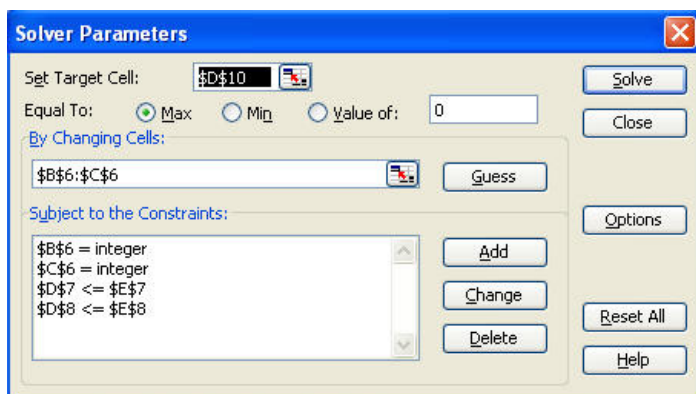 Solver Parameters
Set Target Cell: $D$10 Solve
Equal To: Max Min Value of: 0 Close
By Changing Cells:
$B$6:$C$6 Guess
Subject to the Constraints: Options
$B$6 = integer Add
$C$6 = integer
$D$7 <= $E$7 Change
$D$8 <= $E$8
Reset All
Delete
Help